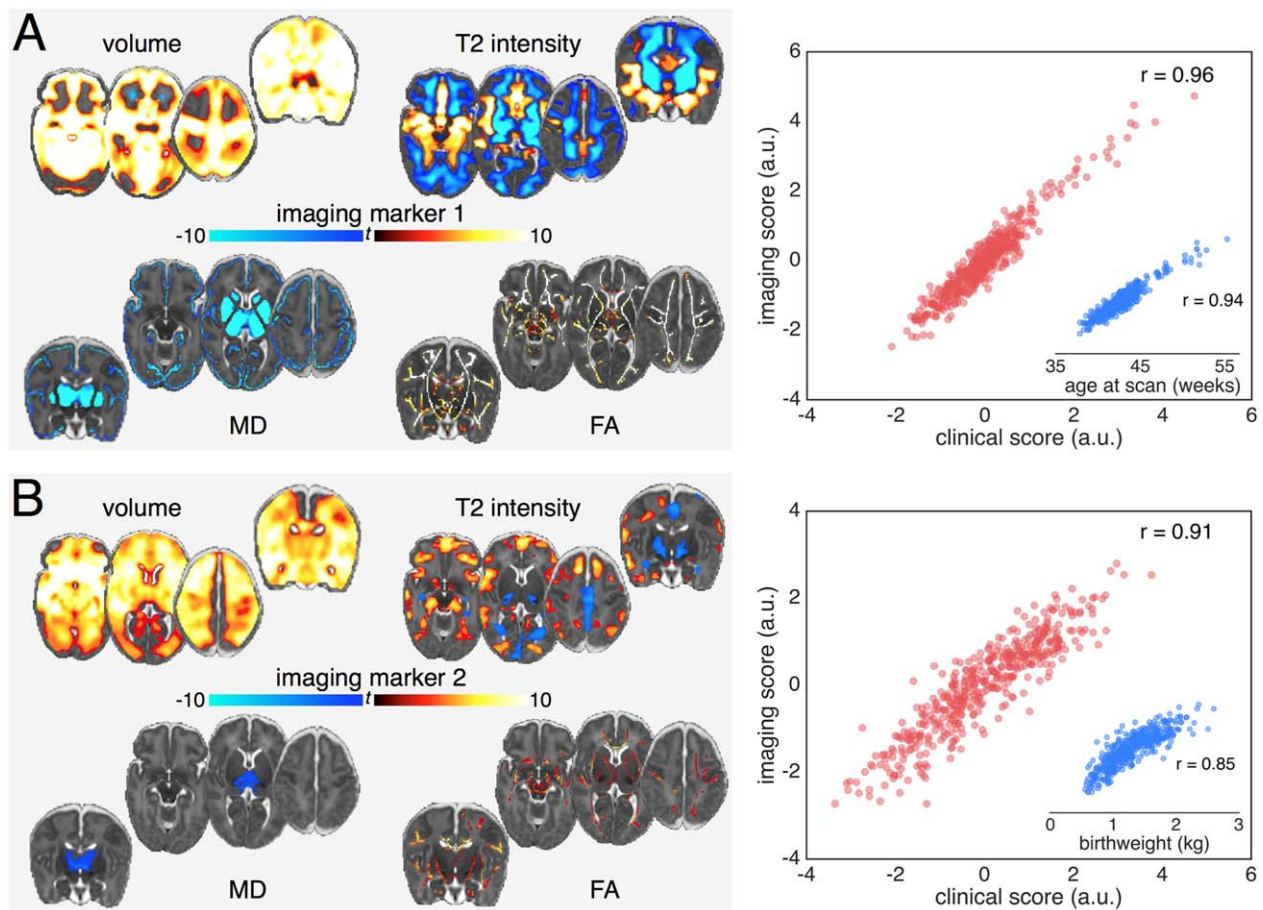 A
volume
T2 intensity
imaging marker 1
-10
t
10
MD
FA
6
4
2
0
-2
-4
imaging score (a.u.)
r = 0.96
r = 0.94
35
45
55
age at scan (weeks)
-2
0
2
4
6
clinical score (a.u.)
B
volume
T2 intensity
imaging marker 2
-10
t
10
MD
FA
4
2
0
-2
-4
imaging score (a.u.)
r = 0.91
r = 0.85
0
1
2
3
birthweight (kg)
-2
0
2
4
6
clinical score (a.u.)